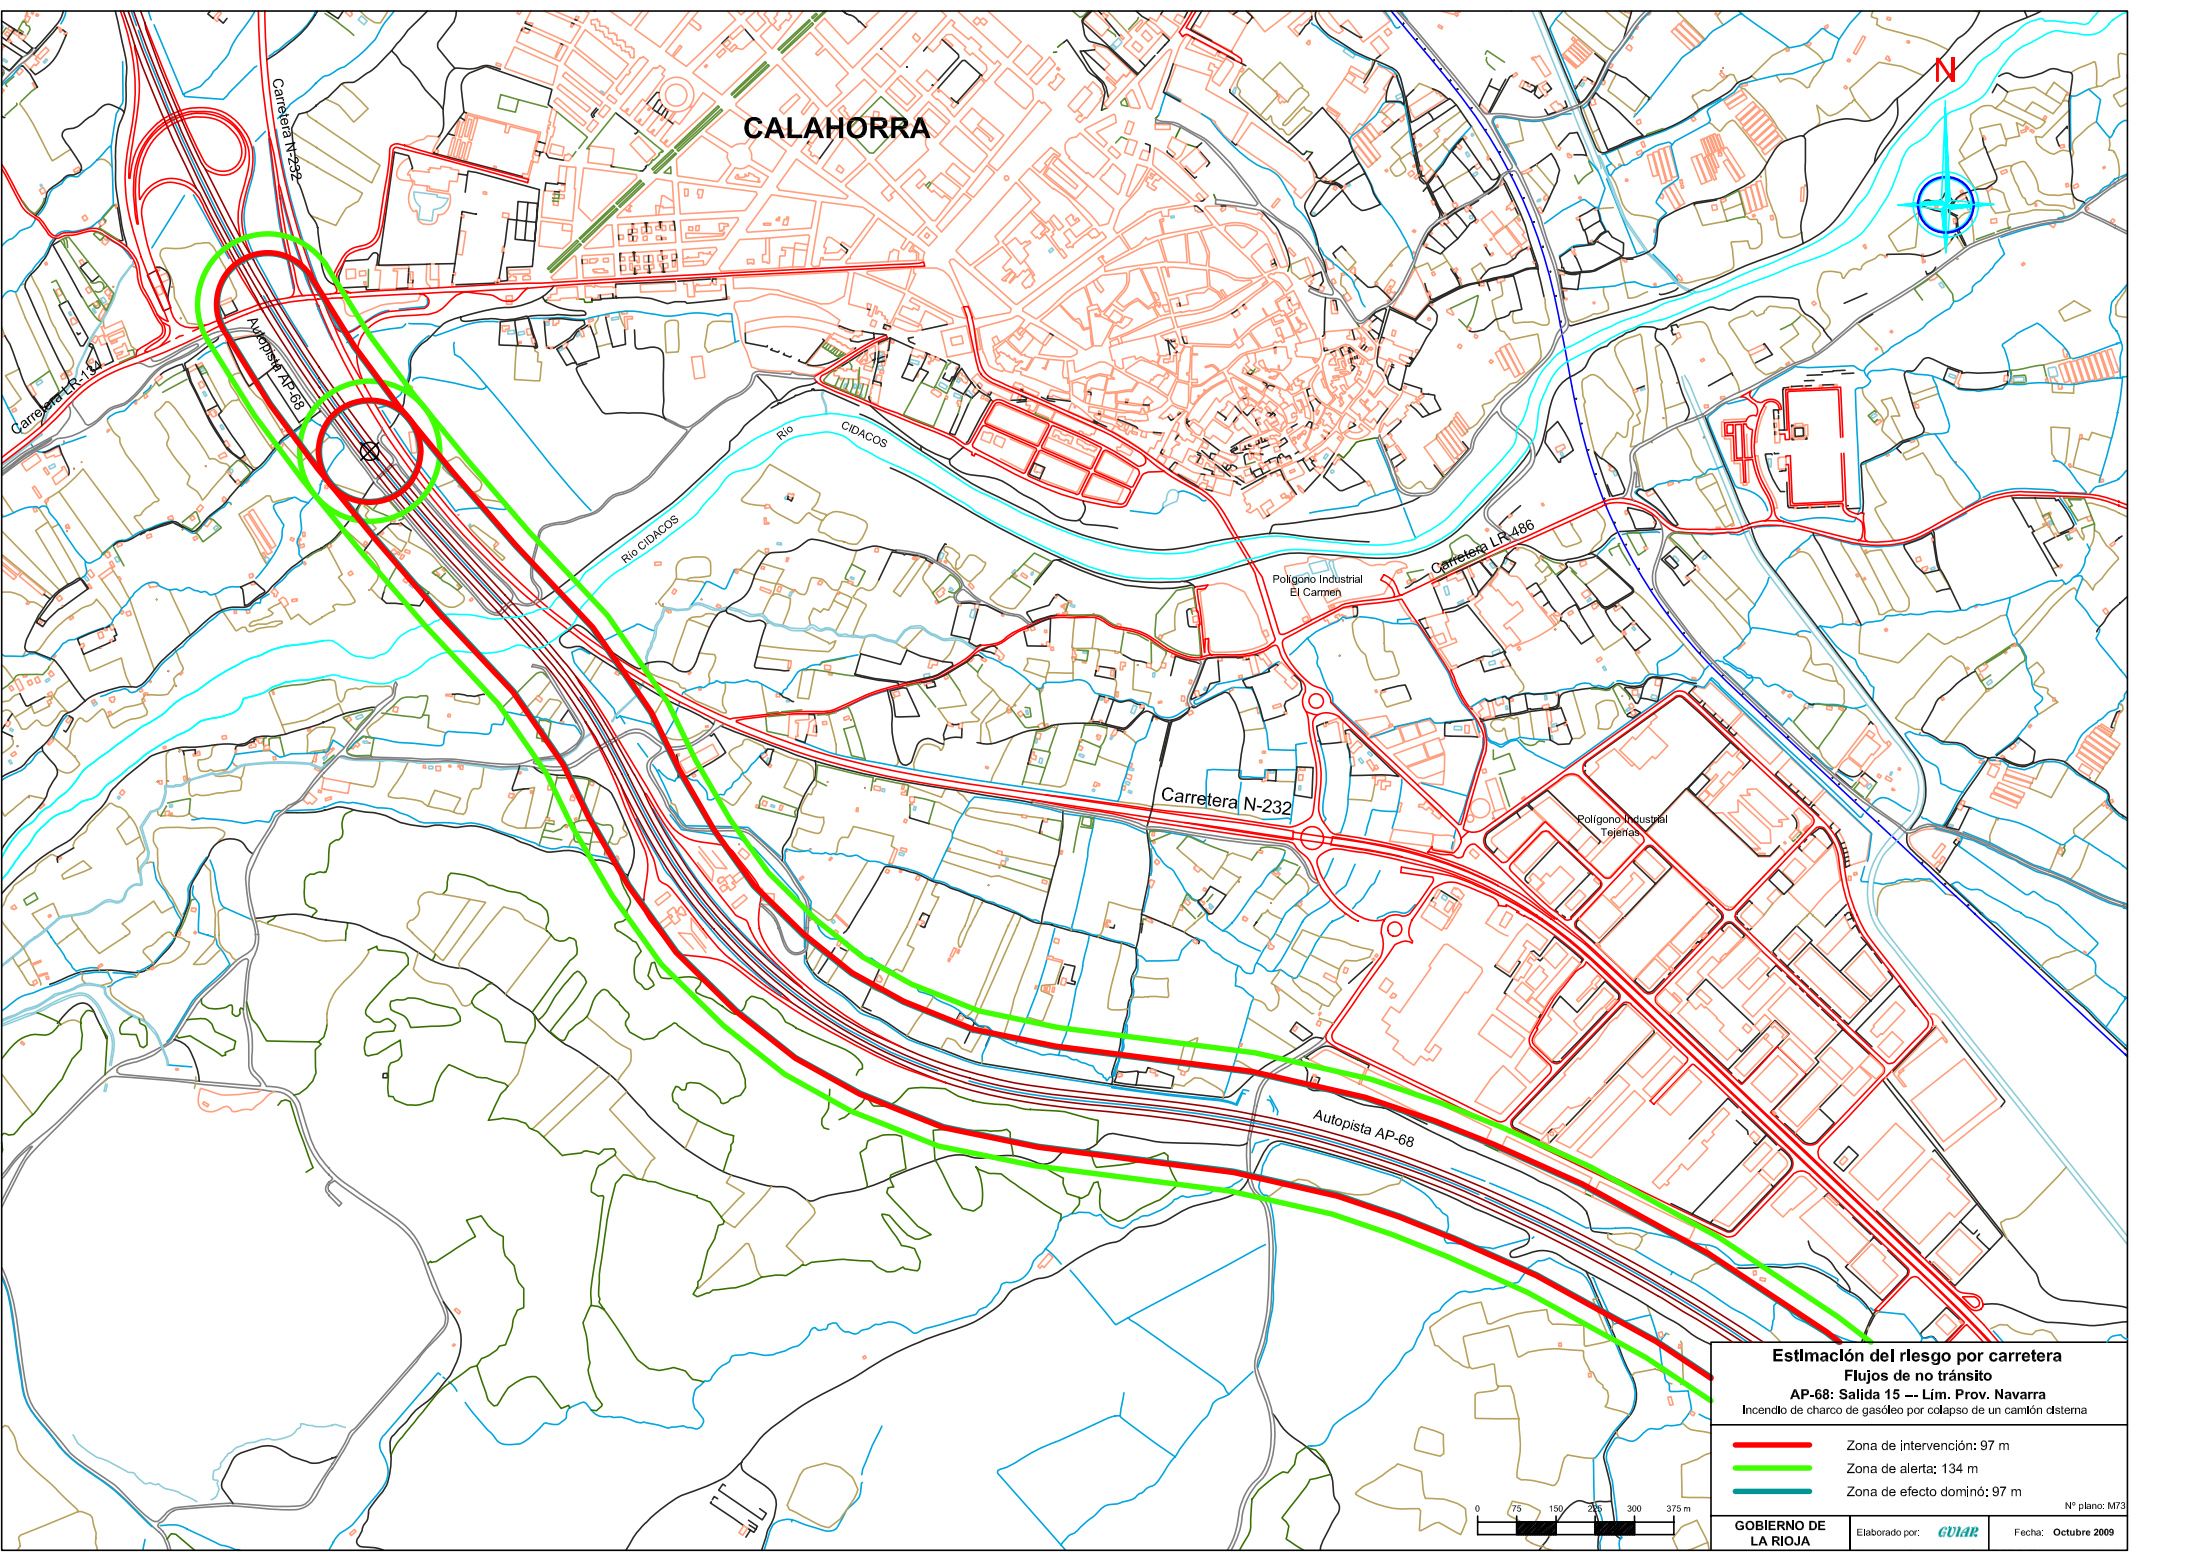 N
CALAHORRA
Carretera N-232
Autopista AP-68
Carretera LR-134
Río
CIDACOS
Río CIDACOS
Carretera LR-486
Polígono Industrial
El Carmen
Carretera N-232
Polígono Industrial
Tejerías
Autopista AP-68
Estimación del riesgo por carretera
Flujos de no tránsito
AP-68: Salida 15 -- Lím. Prov. Navarra
Incendio de charco de gasóleo por colapso de un camión cisterna
Zona de intervención: 97 m
Zona de alerta: 134 m
Zona de efecto dominó: 97 m
Nº plano: M73
0 75 150 225 300 375 m
GOBIERNO DE
LA RIOJA
Elaborado por: GUIAR
Fecha: Octubre 2009